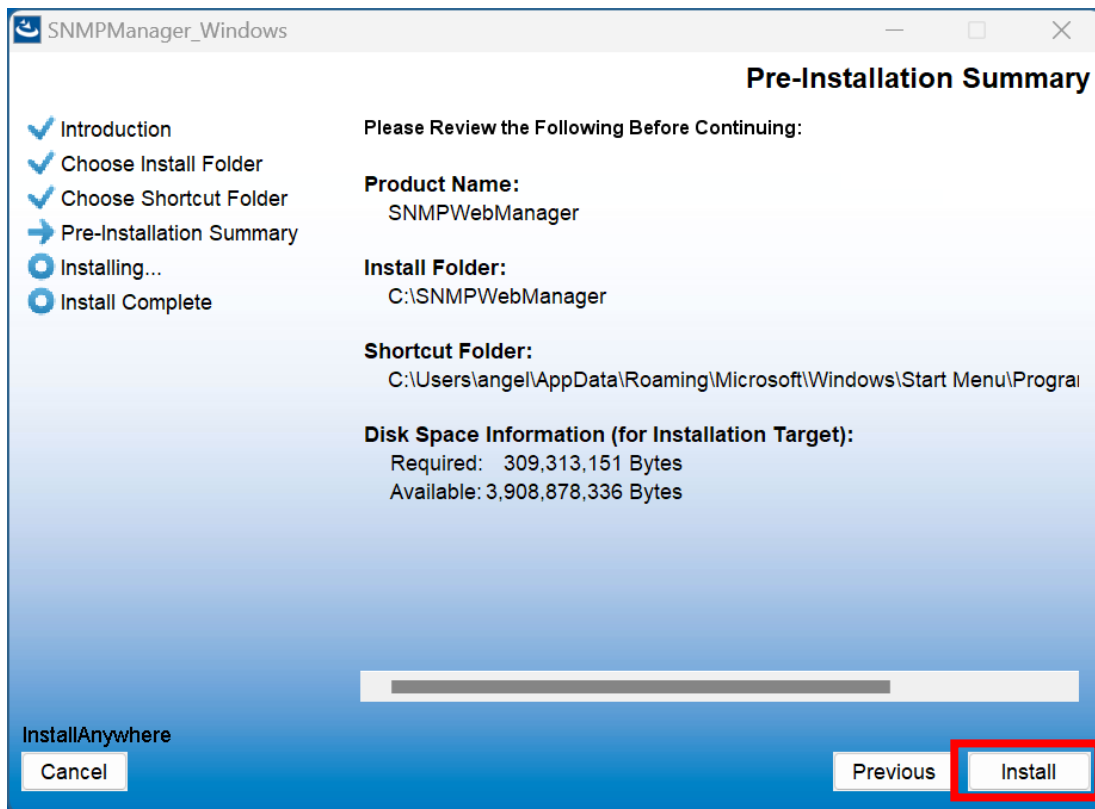 SNMPManager_Windows
Pre-Installation Summary
Introduction
Choose Install Folder
Choose Shortcut Folder
Pre-Installation Summary
Installing...
Install Complete
Please Review the Following Before Continuing:
Product Name:
SNMPWebManager
Install Folder:
C:\SNMPWebManager
Shortcut Folder:
C:\Users\angel\AppData\Roaming\Microsoft\Windows\Start Menu\Progra
Disk Space Information (for Installation Target):
Required: 309,313,151 Bytes
Available: 3,908,878,336 Bytes
InstallAnywhere
Cancel
Previous
Install